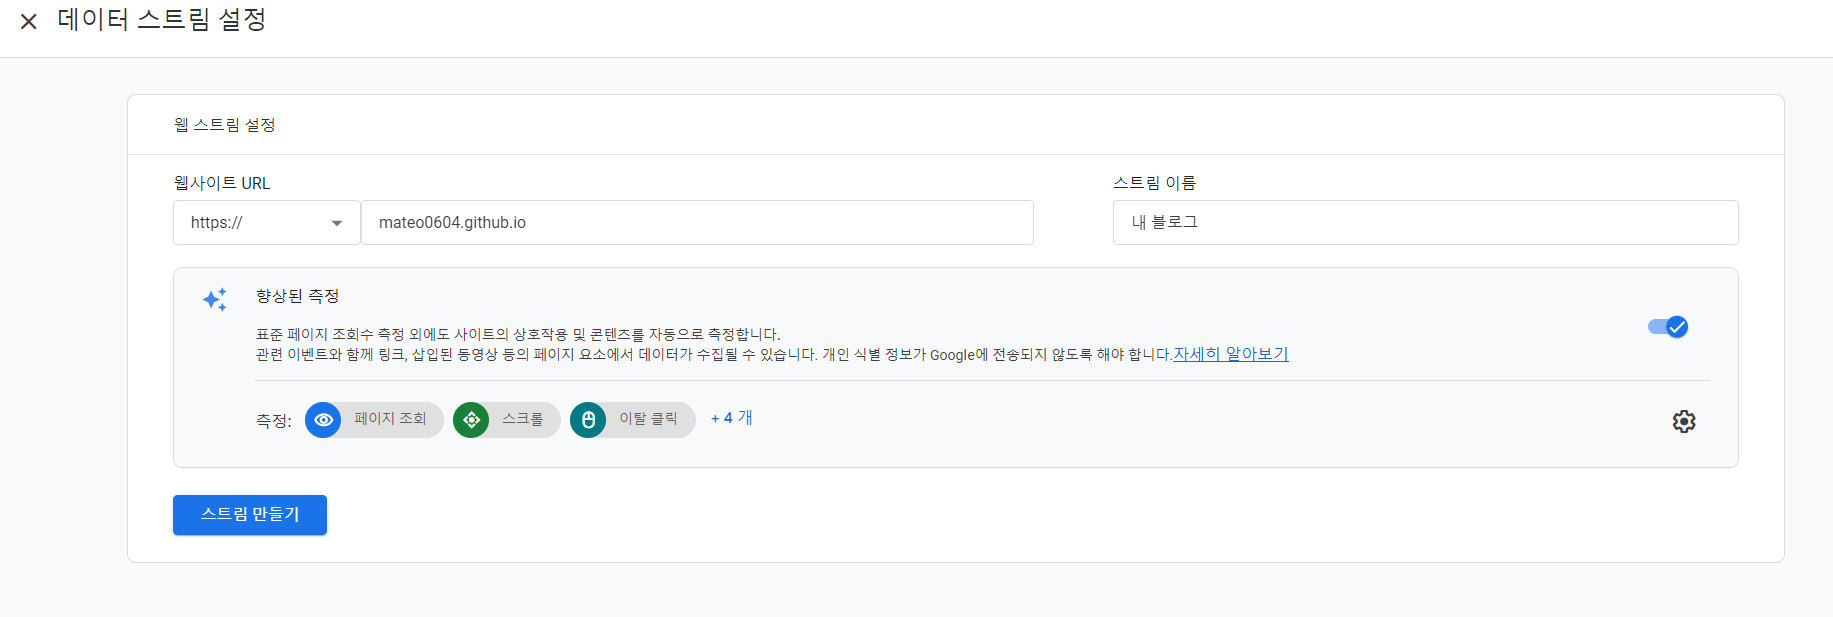 데이터 스트림 설정
웹 스트림 설정
웹사이트 URL
스트림 이름
https://
mateo0604.github.io
내 블로그
향상된 측정
표준 페이지 조회수 측정 외에도 사이트의 상호작용 및 콘텐츠를 자동으로 측정합니다.
관련 이벤트와 함께 링크, 삽입된 동영상 등의 페이지 요소에서 데이터가 수집될 수 있습니다. 개인 식별 정보가 Google에 전송되지 않도록 해야 합니다.자세히 알아보기
측정: 페이지 조회 스크롤 이탈 클릭 + 4 개
스트림 만들기